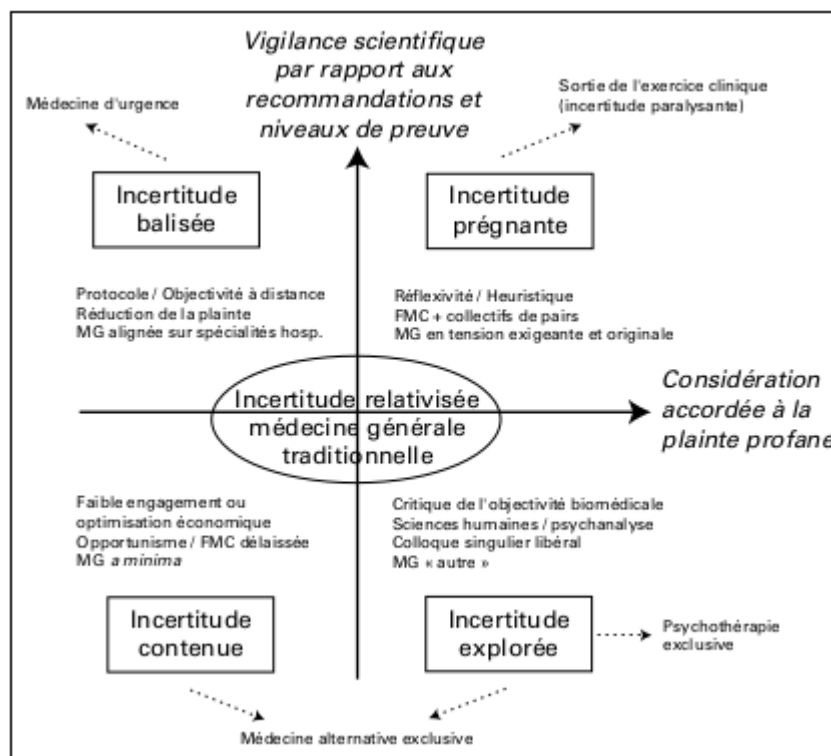 Vigilance scientifique
par rapport aux
recommandations et
niveaux de preuve
Médecine d'urgence
Sortie de l'exercice clinique
(incertitude paralysante)
Incertitude
balisée
Incertitude
prégnante
Protocole / Objectivité à distance
Réduction de la plainte
MG alignée sur spécialités hosp.
Réflexivité / Heuristique
FMC + collectifs de pairs
MG en tension exigeante et originale
Incertitude relativisée
médecine générale
traditionnelle
Considération
accordée à la
plainte profane
Faible engagement ou
optimisation économique
Opportunisme / FMC délaissée
MG a minima
Critique de l'objectivité biomédicale
Sciences humaines / psychanalyse
Colloque singulier libéral
MG « autre »
Incertitude
contenue
Incertitude
explorée
Psychothérapie
exclusive
Médecine alternative exclusive